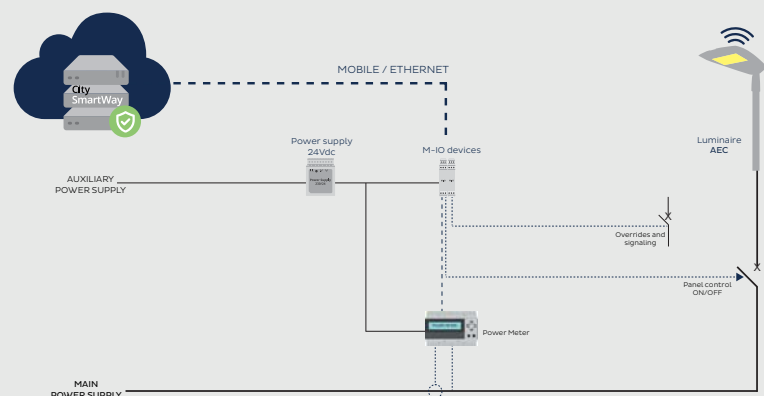 City
SmartWay
MOBILE / ETHERNET
Power supply
24Vdc
M-IO devices
Luminaire
AEC
AUXILIARY
POWER SUPPLY
Overrides and
signaling
Panel control
ON/OFF
Power Meter
MAIN
POWER SUPPLY